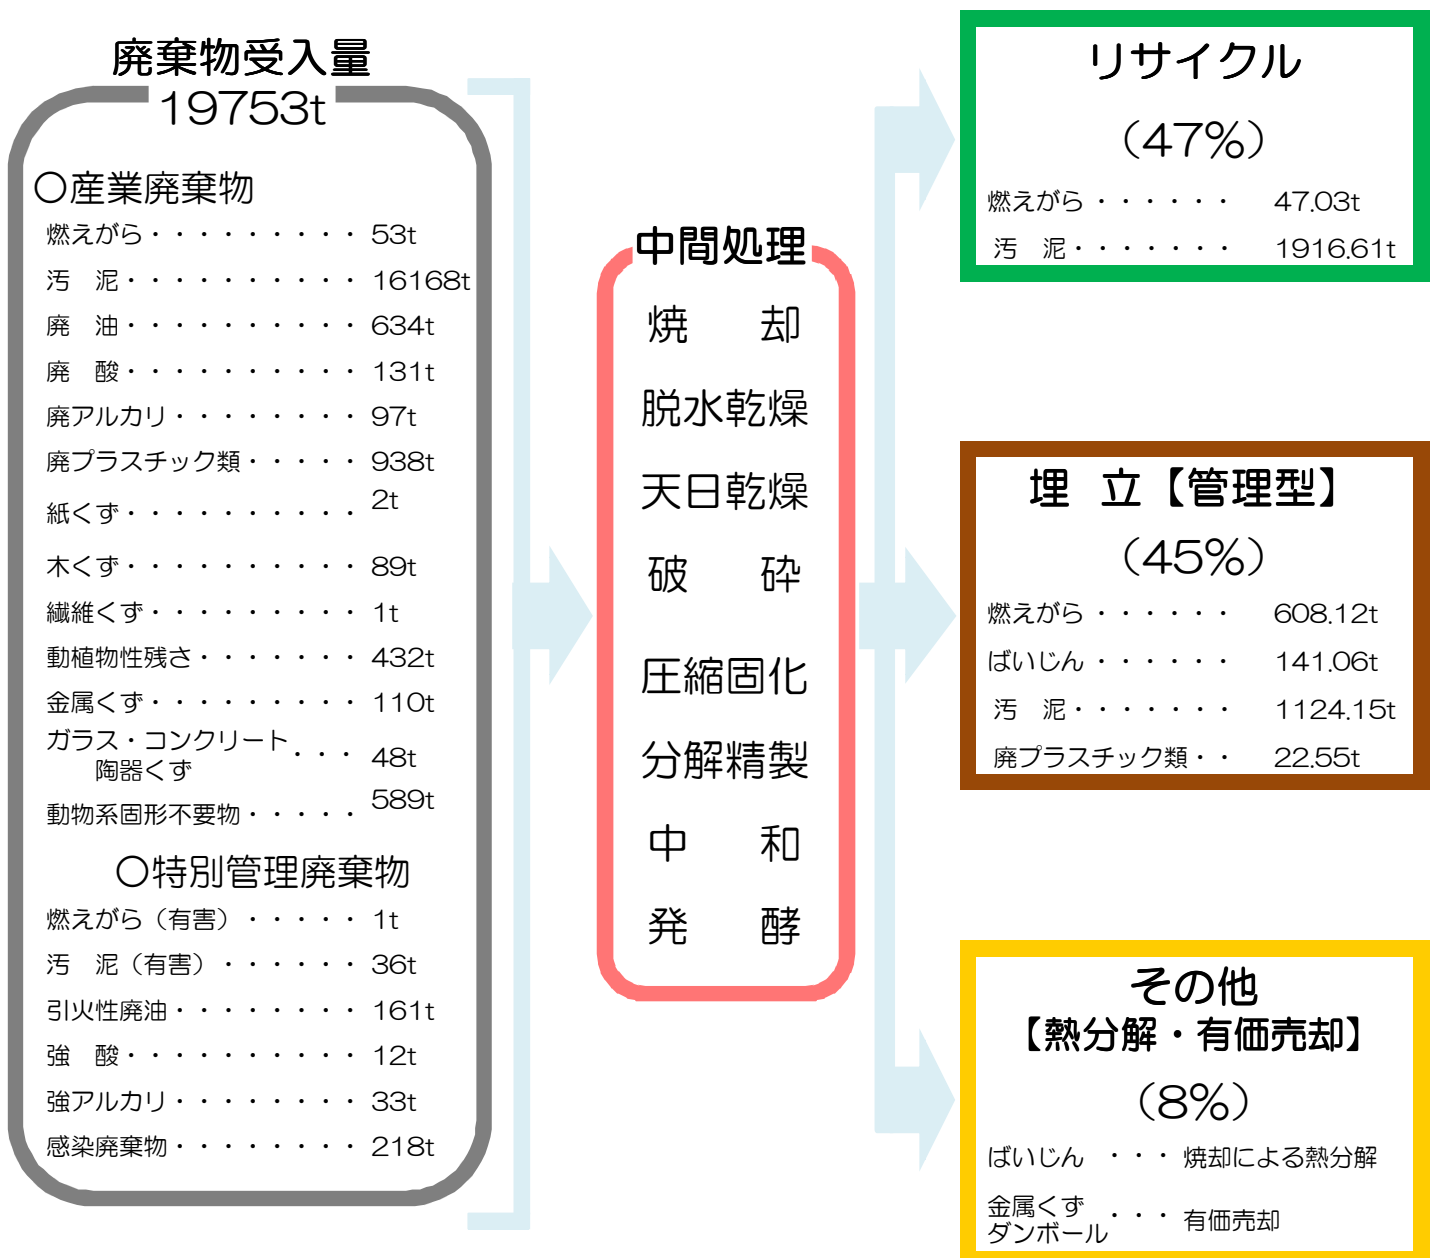 廃棄物受入量
19753t
〇産業廃棄物
燃えがら・・・・・・・・・ 53t
汚　泥・・・・・・・・・・ 16168t
廃　油・・・・・・・・・・ 634t
廃　酸・・・・・・・・・・ 131t
廃アルカリ・・・・・・・・ 97t
廃プラスチック類・・・・・ 938t
紙くず・・・・・・・・・・ 2t
木くず・・・・・・・・・・ 89t
繊維くず・・・・・・・・・ 1t
動植物性残さ・・・・・・・ 432t
金属くず・・・・・・・・・ 110t
ガラス・コンクリート
陶器くず ・・・ 48t
動物系固形不要物・・・・・ 589t
〇特別管理廃棄物
燃えがら（有害）・・・・・ 1t
汚　泥（有害）・・・・・・ 36t
引火性廃油・・・・・・・・ 161t
強　酸・・・・・・・・・・ 12t
強アルカリ・・・・・・・・ 33t
感染廃棄物・・・・・・・・ 218t
中間処理
焼　却
脱水乾燥
天日乾燥
破　砕
圧縮固化
分解精製
中　和
発　酵
リサイクル
（47%）
燃えがら・・・・・・ 47.03t
汚　泥・・・・・・・ 1916.61t
埋 立【管理型】
（45%）
燃えがら・・・・・・ 608.12t
ばいじん・・・・・・ 141.06t
汚　泥・・・・・・・ 1124.15t
廃プラスチック類・・ 22.55t
その他
【熱分解・有価売却】
（8%）
ばいじん ・・・ 焼却による熱分解
金属くず
ダンボール ・・・ 有価売却